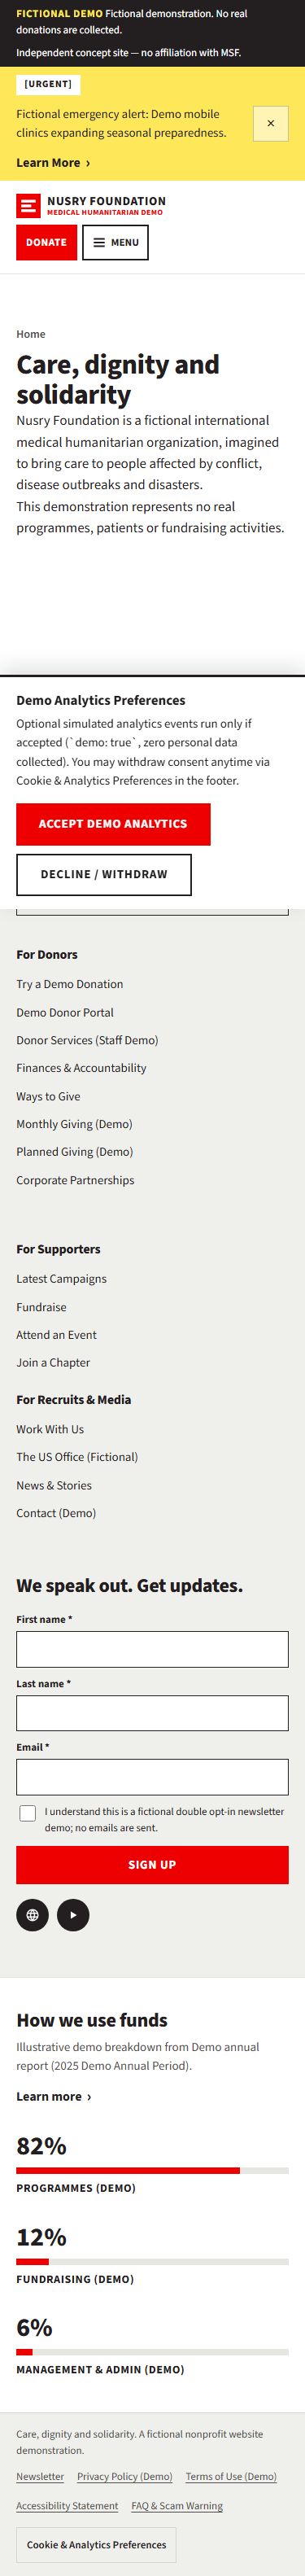 FICTIONAL DEMO Fictional demonstration. No real
donations are collected.
Independent concept site — no affiliation with MSF.
[URGENT]
Fictional emergency alert: Demo mobile
clinics expanding seasonal preparedness.
×
Learn More ›
NUSRY FOUNDATION
MEDICAL HUMANITARIAN DEMO
DONATE
MENU
Home
Care, dignity and
solidarity
Nusry Foundation is a fictional international
medical humanitarian organization, imagined
to bring care to people affected by conflict,
disease outbreaks and disasters.
This demonstration represents no real
programmes, patients or fundraising activities.
Demo Analytics Preferences
Optional simulated analytics events run only if
accepted (`demo: true`, zero personal data
collected). You may withdraw consent anytime via
Cookie & Analytics Preferences in the footer.
ACCEPT DEMO ANALYTICS
DECLINE / WITHDRAW
For Donors
Try a Demo Donation
Demo Donor Portal
Donor Services (Staff Demo)
Finances & Accountability
Ways to Give
Monthly Giving (Demo)
Planned Giving (Demo)
Corporate Partnerships
For Supporters
Latest Campaigns
Fundraise
Attend an Event
Join a Chapter
For Recruits & Media
Work With Us
The US Office (Fictional)
News & Stories
Contact (Demo)
We speak out. Get updates.
First name *
Last name *
Email *
I understand this is a fictional double opt-in newsletter
demo; no emails are sent.
SIGN UP
How we use funds
Illustrative demo breakdown from Demo annual
report (2025 Demo Annual Period).
Learn more ›
82%
PROGRAMMES (DEMO)
12%
FUNDRAISING (DEMO)
6%
MANAGEMENT & ADMIN (DEMO)
Care, dignity and solidarity. A fictional nonprofit website
demonstration.
Newsletter Privacy Policy (Demo) Terms of Use (Demo)
Accessibility Statement FAQ & Scam Warning
Cookie & Analytics Preferences